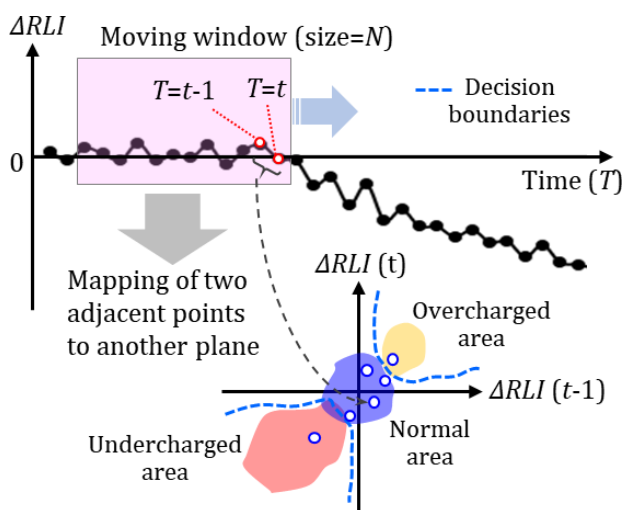 ΔRLI
Moving window (size=N)
T=t-1
T=t
Decision
boundaries
0
Time (T)
Mapping of two
adjacent points
to another plane
ΔRLI (t)
Overcharged
area
ΔRLI (t-1)
Undercharged
area
Normal
area